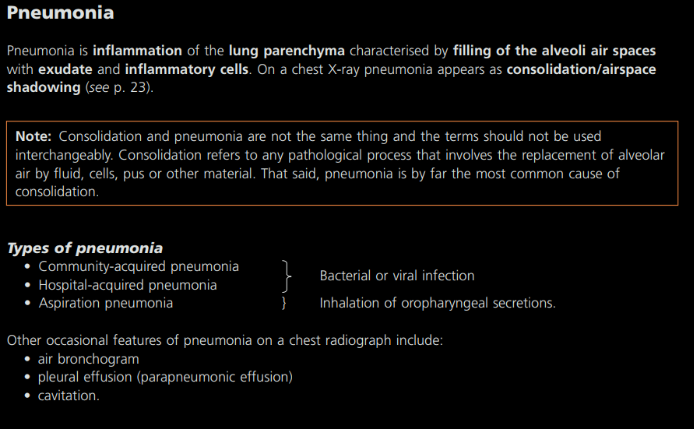 Pneumonia
Pneumonia is inflammation of the lung parenchyma characterised by filling of the alveoli air spaces
with exudate and inflammatory cells. On a chest X-ray pneumonia appears as consolidation/airspace
shadowing (see p. 23).
Note: Consolidation and pneumonia are not the same thing and the terms should not be used
interchangeably. Consolidation refers to any pathological process that involves the replacement of alveolar
air by fluid, cells, pus or other material. That said, pneumonia is by far the most common cause of
consolidation.
Types of pneumonia
• Community-acquired pneumonia
• Hospital-acquired pneumonia
} Bacterial or viral infection
• Aspiration pneumonia } Inhalation of oropharyngeal secretions.
Other occasional features of pneumonia on a chest radiograph include:
• air bronchogram
• pleural effusion (parapneumonic effusion)
• cavitation.